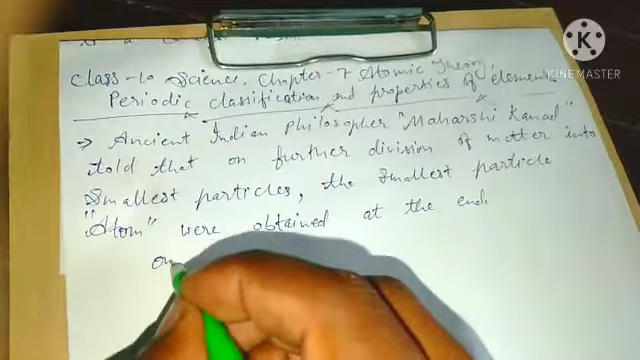 KINEMASTER
Class-10 Science, Chapter-7 Atomic Theory,
Periodic classification and properties of elements
→ Ancient Indian Philosopher "Maharshi Kanad"
told that on further division of matter into
smallest particles, the smallest particle
"Atom" were obtained at the end.
on